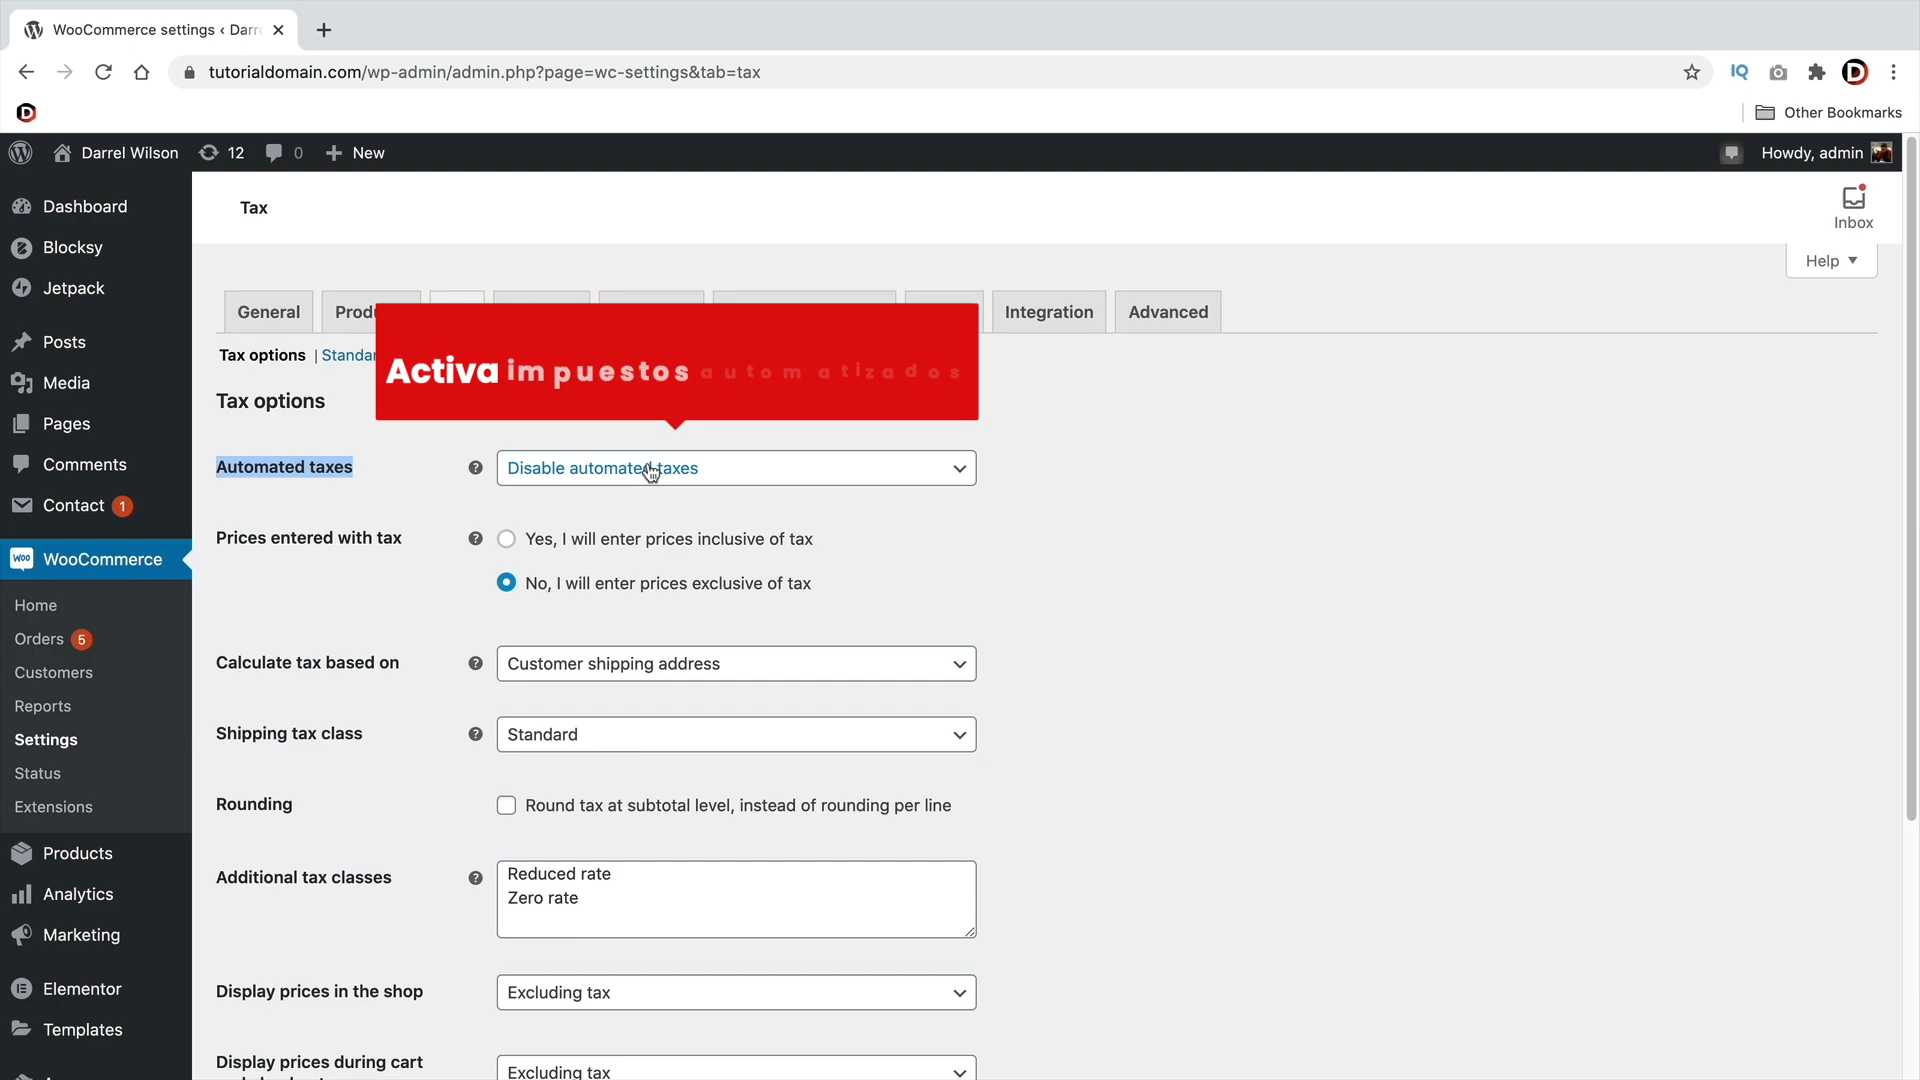 WooCommerce settings ‹ Darre
tutorialdomain.com/wp-admin/admin.php?page=wc-settings&tab=tax
IQ
D
D
Other Bookmarks
Darrel Wilson
12
0
New
Howdy, admin
Dashboard
Blocksy
Jetpack
Posts
Media
Pages
Comments
Contact 1
WOO
WooCommerce
Home
Orders 5
Customers
Reports
Settings
Status
Extensions
Products
Analytics
Marketing
Elementor
Templates
Tax
Inbox
Help
General
Produ
Integration
Advanced
Tax options | Standar
Activa impuestos automatizados
Tax options
Automated taxes
? Disable automated taxes
Prices entered with tax
? Yes, I will enter prices inclusive of tax
No, I will enter prices exclusive of tax
Calculate tax based on
? Customer shipping address
Shipping tax class
? Standard
Rounding
Round tax at subtotal level, instead of rounding per line
Additional tax classes
? Reduced rate
Zero rate
Display prices in the shop
Excluding tax
Display prices during cart
Excluding tax